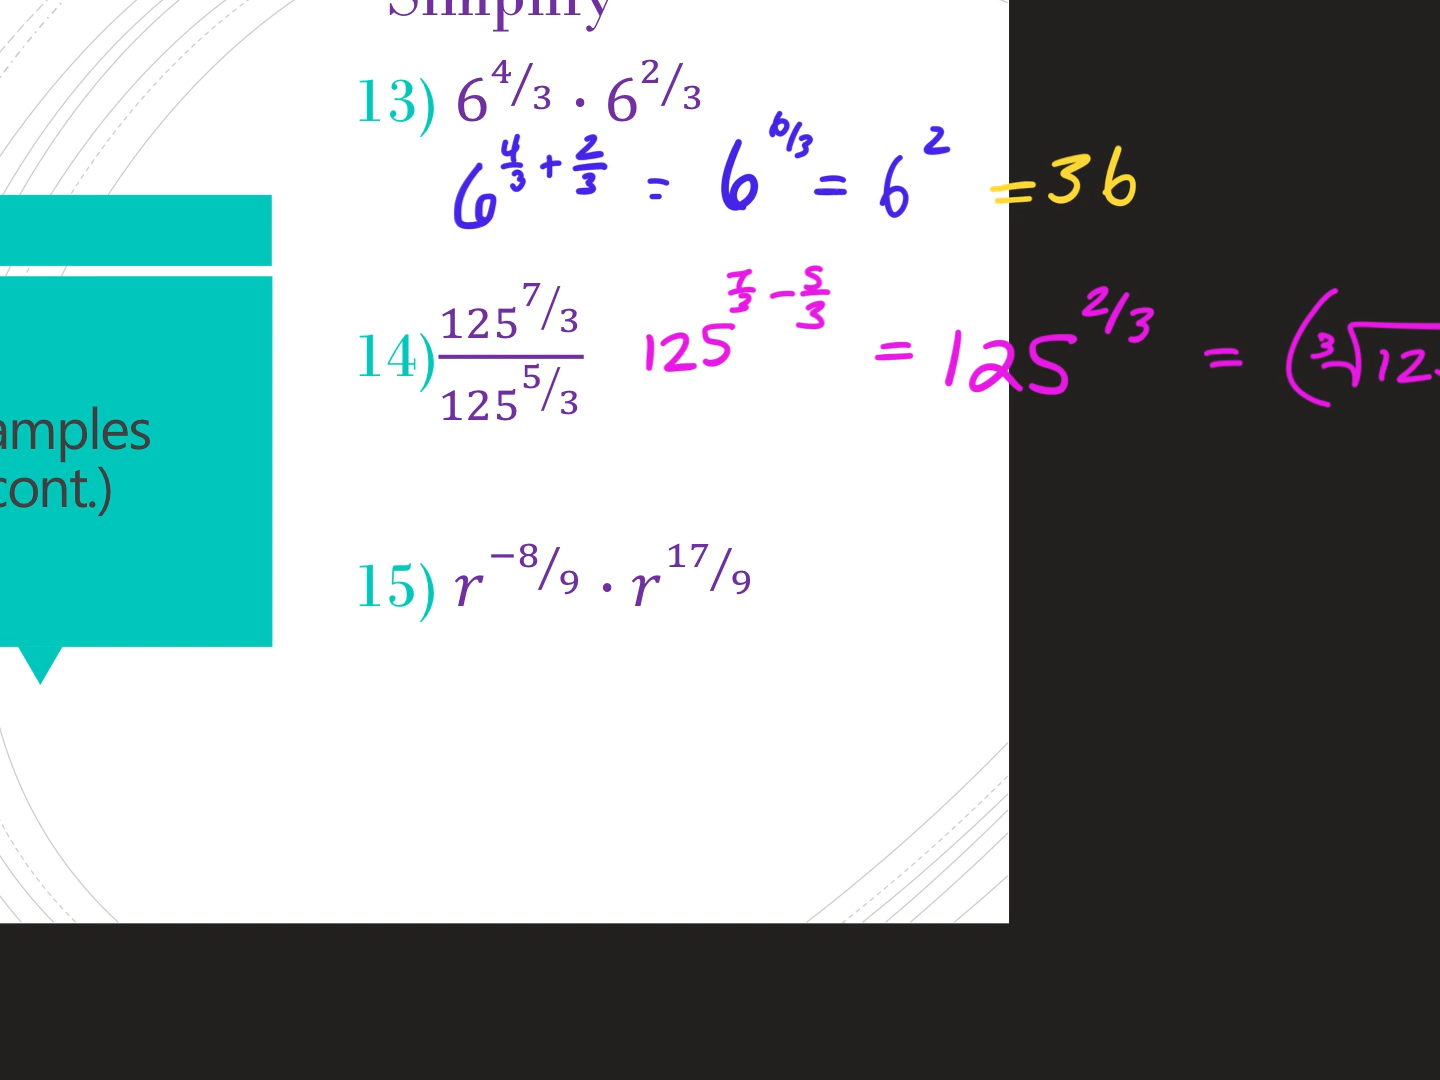 Simplify
13) 6^{4/3} · 6^{2/3}
6^{4/3 + 2/3} = 6^{6/3} = 6^2 = 36
14) 125^{7/3} / 125^{5/3} 125^{7/3 - 5/3} = 125^{2/3} = (∛12
amples
cont.)
15) r^{-8/9} · r^{17/9}